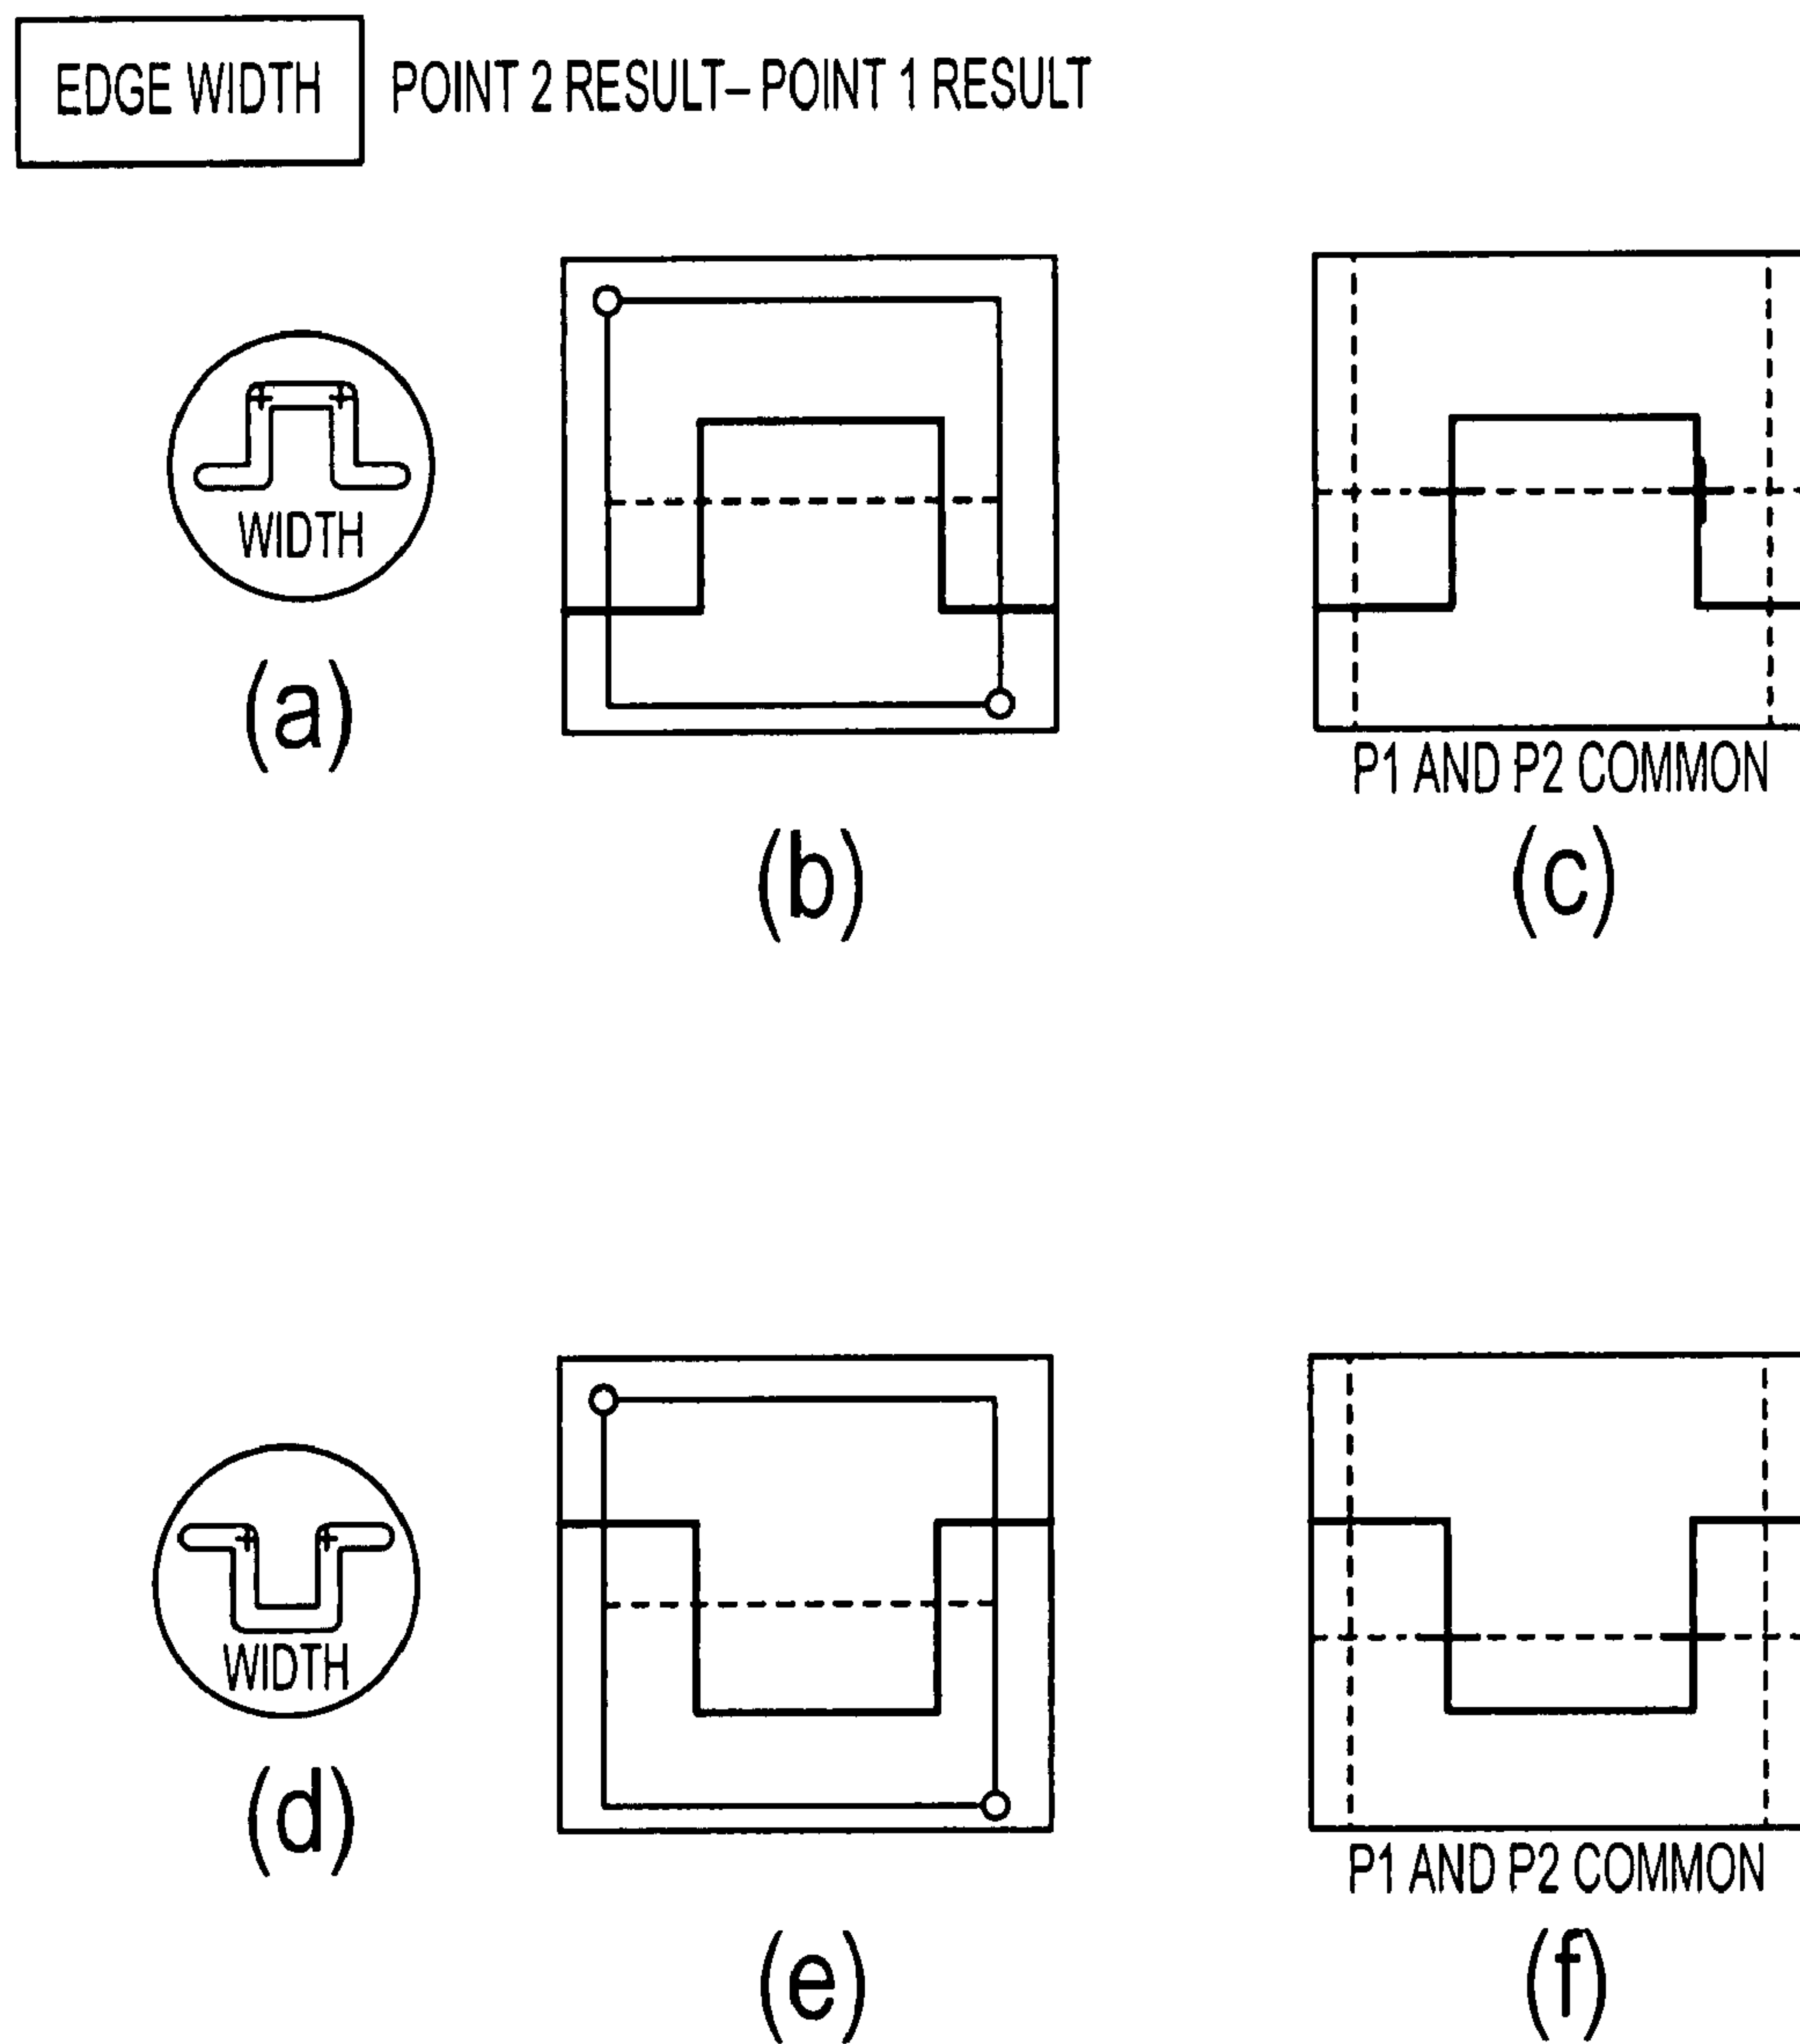 EDGE WIDTH POINT 2 RESULT–POINT 1 RESULT
WIDTH
(a)
(b)
P1 AND P2 COMMON
(c)
WIDTH
(d)
(e)
P1 AND P2 COMMON
(f)